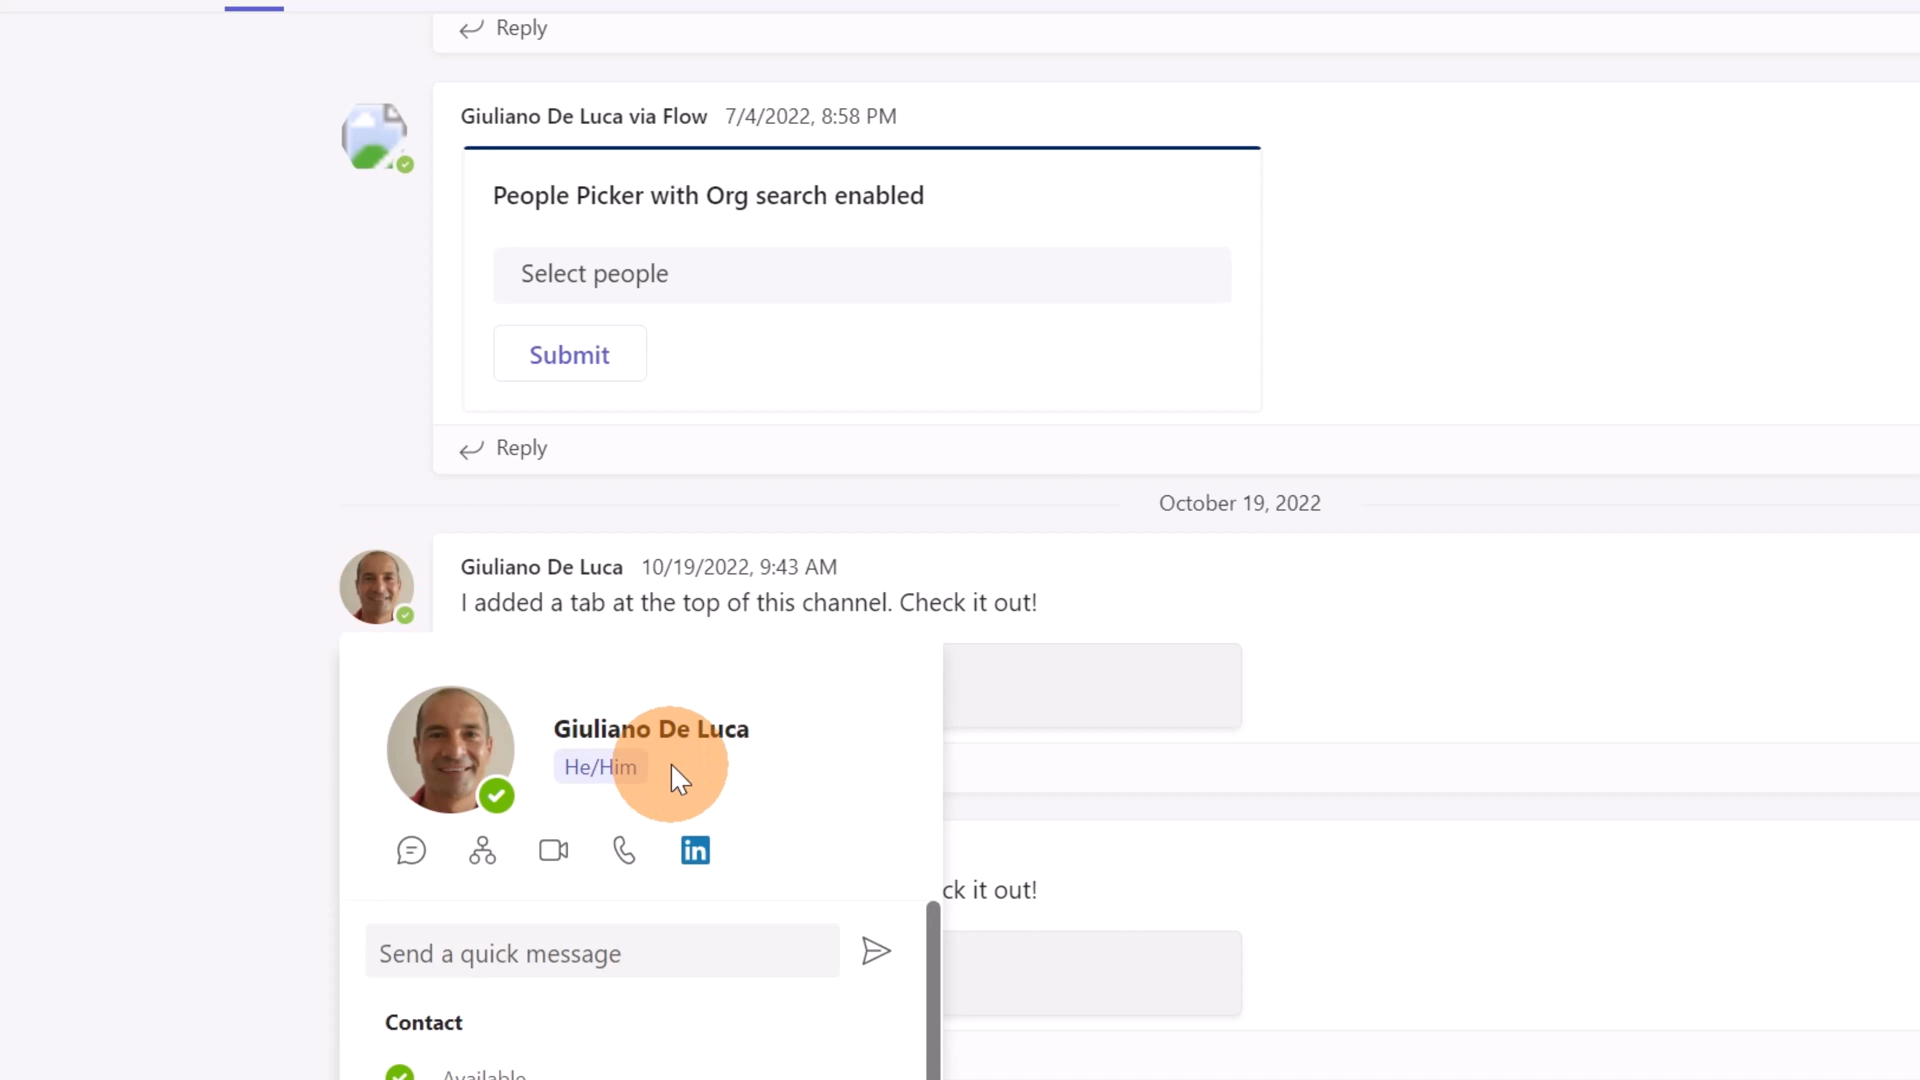 Reply
Giuliano De Luca via Flow 7/4/2022, 8:58 PM
People Picker with Org search enabled
Select people
Submit
Reply
October 19, 2022
Giuliano De Luca 10/19/2022, 9:43 AM
I added a tab at the top of this channel. Check it out!
Giuliano De Luca
He/Him
in
ck it out!
Send a quick message
Contact
Available